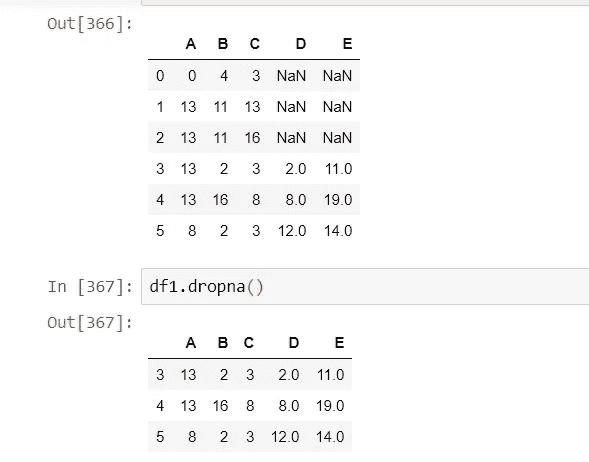 Out[366]:
A B C D E
0 0 4 3 NaN NaN
1 13 11 13 NaN NaN
2 13 11 16 NaN NaN
3 13 2 3 2.0 11.0
4 13 16 8 8.0 19.0
5 8 2 3 12.0 14.0
In [367]: df1.dropna()
Out[367]:
A B C D E
3 13 2 3 2.0 11.0
4 13 16 8 8.0 19.0
5 8 2 3 12.0 14.0